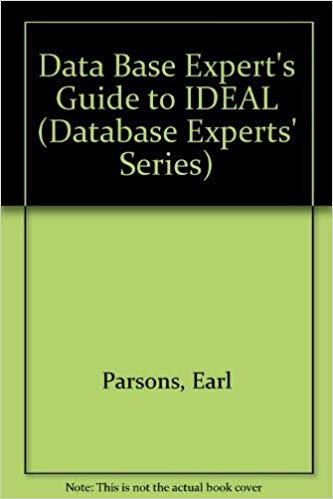 Data Base Expert's
Guide to IDEAL
(Database Experts'
Series)
Parsons, Earl
Note: This is not the actual book cover